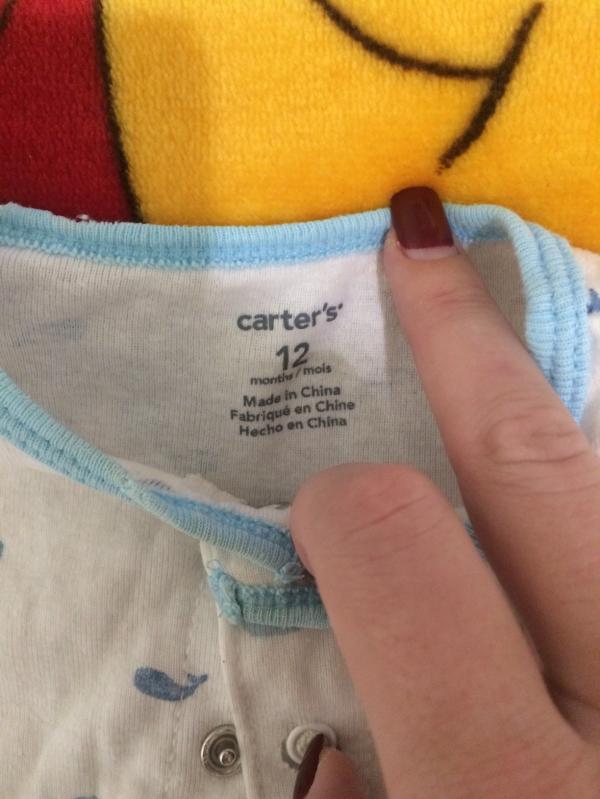 carter's
12
months / mois
Made in China
Fabriqué en Chine
Hecho en China